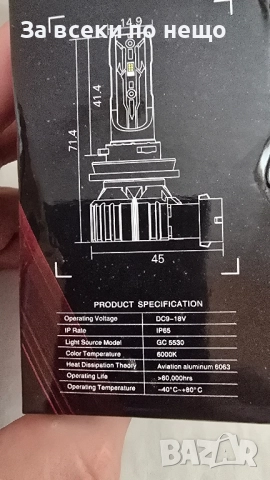 За всеки по нещо
14.9
41.4
71.4
45
PRODUCT SPECIFICATION
Operating Voltage DC9-18V
IP Rate IP65
Light Source Model GC 5530
Color Temperature 6000K
Heat Dissipation Theory Aviation aluminum 6063
Operating Life >60,000hrs
Operating Temperature -40°C~+80°C
BAZAR